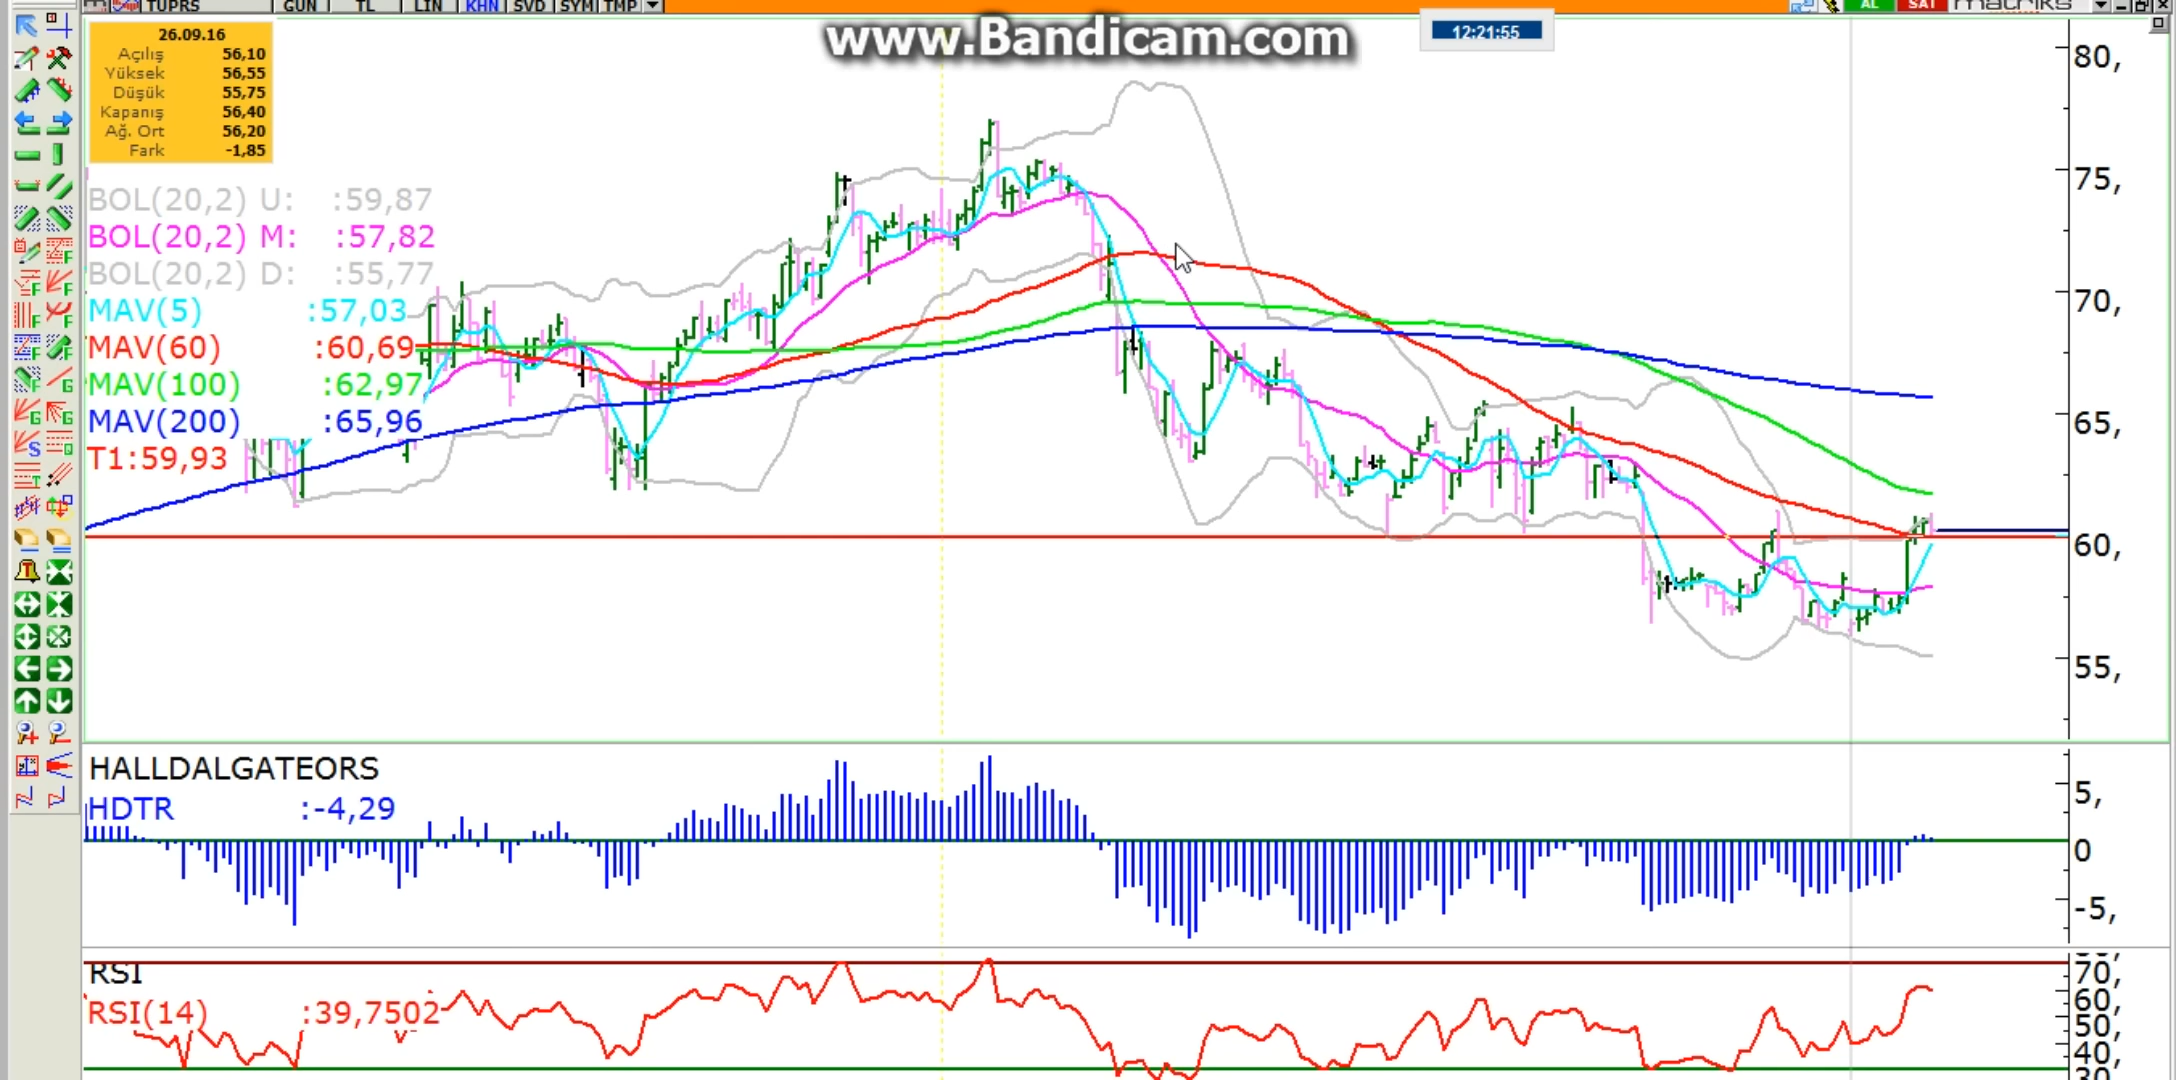 TUPRS GUN TL LIN KHN SVD SYM TMP AL SAT matriks
www.Bandicam.com
12:21:55
26.09.16
Açılış 56,10
Yüksek 56,55
Düşük 55,75
Kapanış 56,40
Ağ. Ort 56,20
Fark -1,85
BOL(20,2) U: :59,87
BOL(20,2) M: :57,82
BOL(20,2) D: :55,77
MAV(5) :57,03
MAV(60) :60,69
MAV(100) :62,97
MAV(200) :65,96
T1:59,93
80,
75,
70,
65,
60,
55,
HALLDALGATEORS
HDTR :-4,29
5,
0
-5,
RSI
RSI(14) :39,7502
70,
60,
50,
40,
30